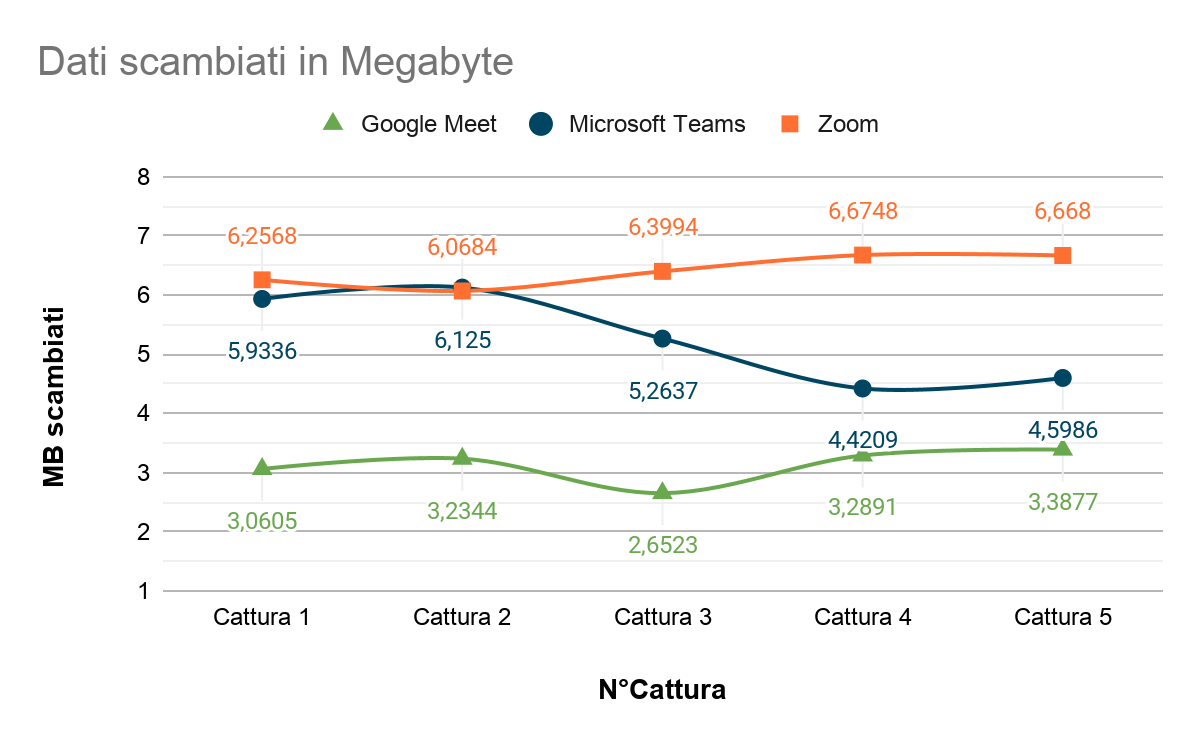 Dati scambiati in Megabyte
Google Meet Microsoft Teams Zoom
8
7
6
5
4
3
2
1
MB scambiati
6,2568 6,0684 6,3994 6,6748 6,668
5,9336 6,125 5,2637 4,4209 4,5986
3,0605 3,2344 2,6523 3,2891 3,3877
Cattura 1 Cattura 2 Cattura 3 Cattura 4 Cattura 5
N°Cattura